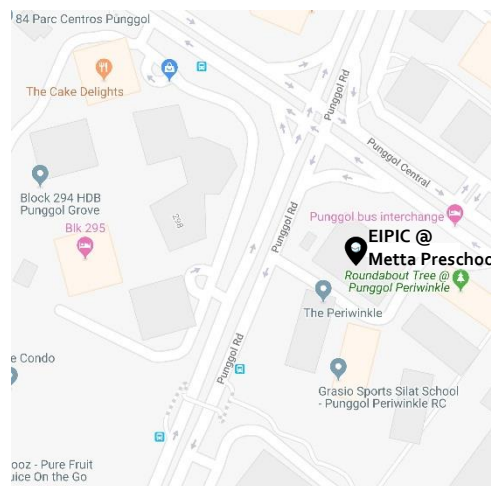 84 Parc Centros Punggol
The Cake Delights
Punggol Rd
Punggol Central
Block 294 HDB
Punggol Grove
Blk 295
298
Punggol Rd
Punggol bus interchange
EIPIC @
Metta Preschoo
Roundabout Tree @
Punggol Periwinkle
The Periwinkle
Punggol Rd
e Condo
Grasio Sports Silat School
- Punggol Periwinkle RC
ooz - Pure Fruit
uice On the Go